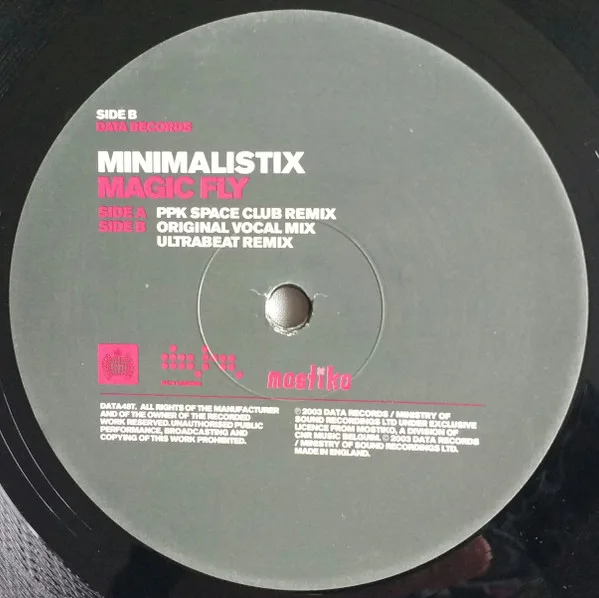 SIDE B
DATA RECORDS
MINIMALISTIX
MAGIC FLY
SIDE A PPK SPACE CLUB REMIX
SIDE B ORIGINAL VOCAL MIX
ULTRABEAT REMIX
data
mostiko
DATA48T. ALL RIGHTS OF THE MANUFACTURER
AND OF THE OWNER OF THE RECORDED
WORK RESERVED. UNAUTHORISED PUBLIC
PERFORMANCE, BROADCASTING AND
COPYING OF THIS WORK PROHIBITED.
℗ 2003 DATA RECORDS / MINISTRY OF
SOUND RECORDINGS LTD UNDER EXCLUSIVE
LICENCE FROM MOSTIKO, A DIVISION OF
CNR MUSIC BELGIUM. © 2003 DATA RECORDS
/ MINISTRY OF SOUND RECORDINGS LTD.
MADE IN ENGLAND.